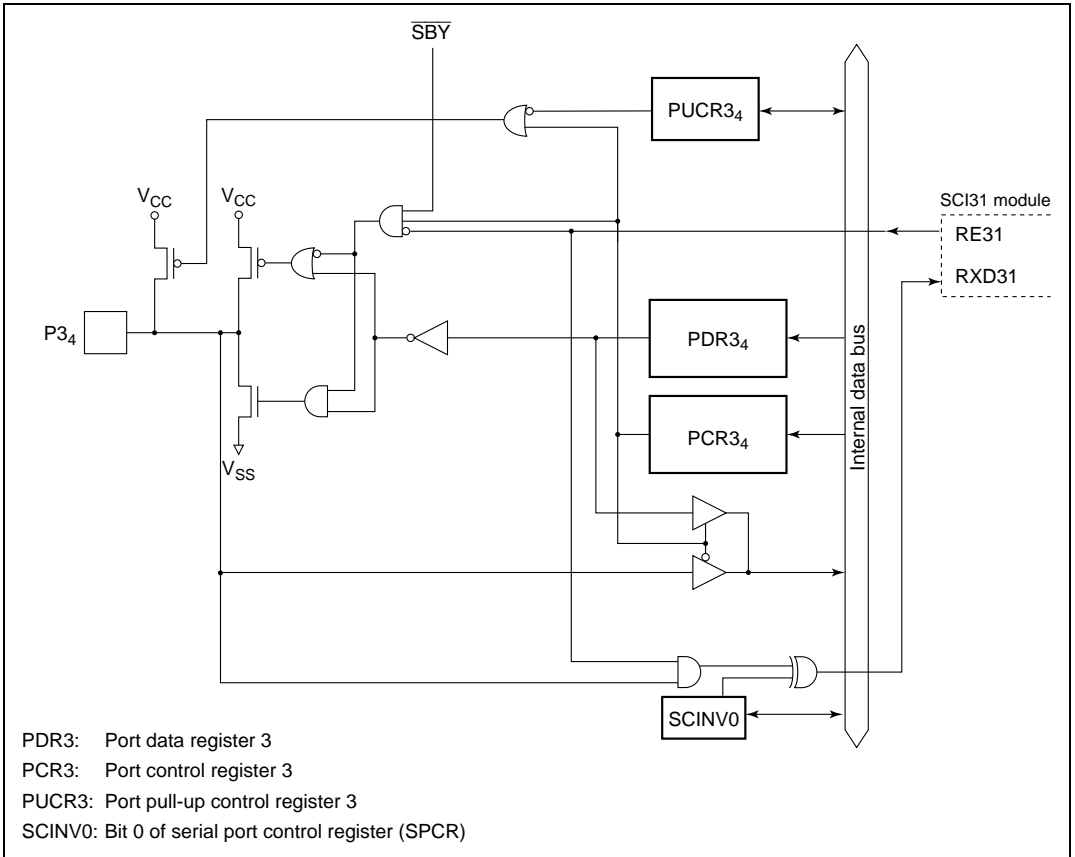 SBY
PUCR3₄
V_CC
V_CC
SCI31 module
RE31
RXD31
P3₄
PDR3₄
PCR3₄
Internal data bus
V_SS
SCINV0
PDR3: Port data register 3
PCR3: Port control register 3
PUCR3: Port pull-up control register 3
SCINV0: Bit 0 of serial port control register (SPCR)